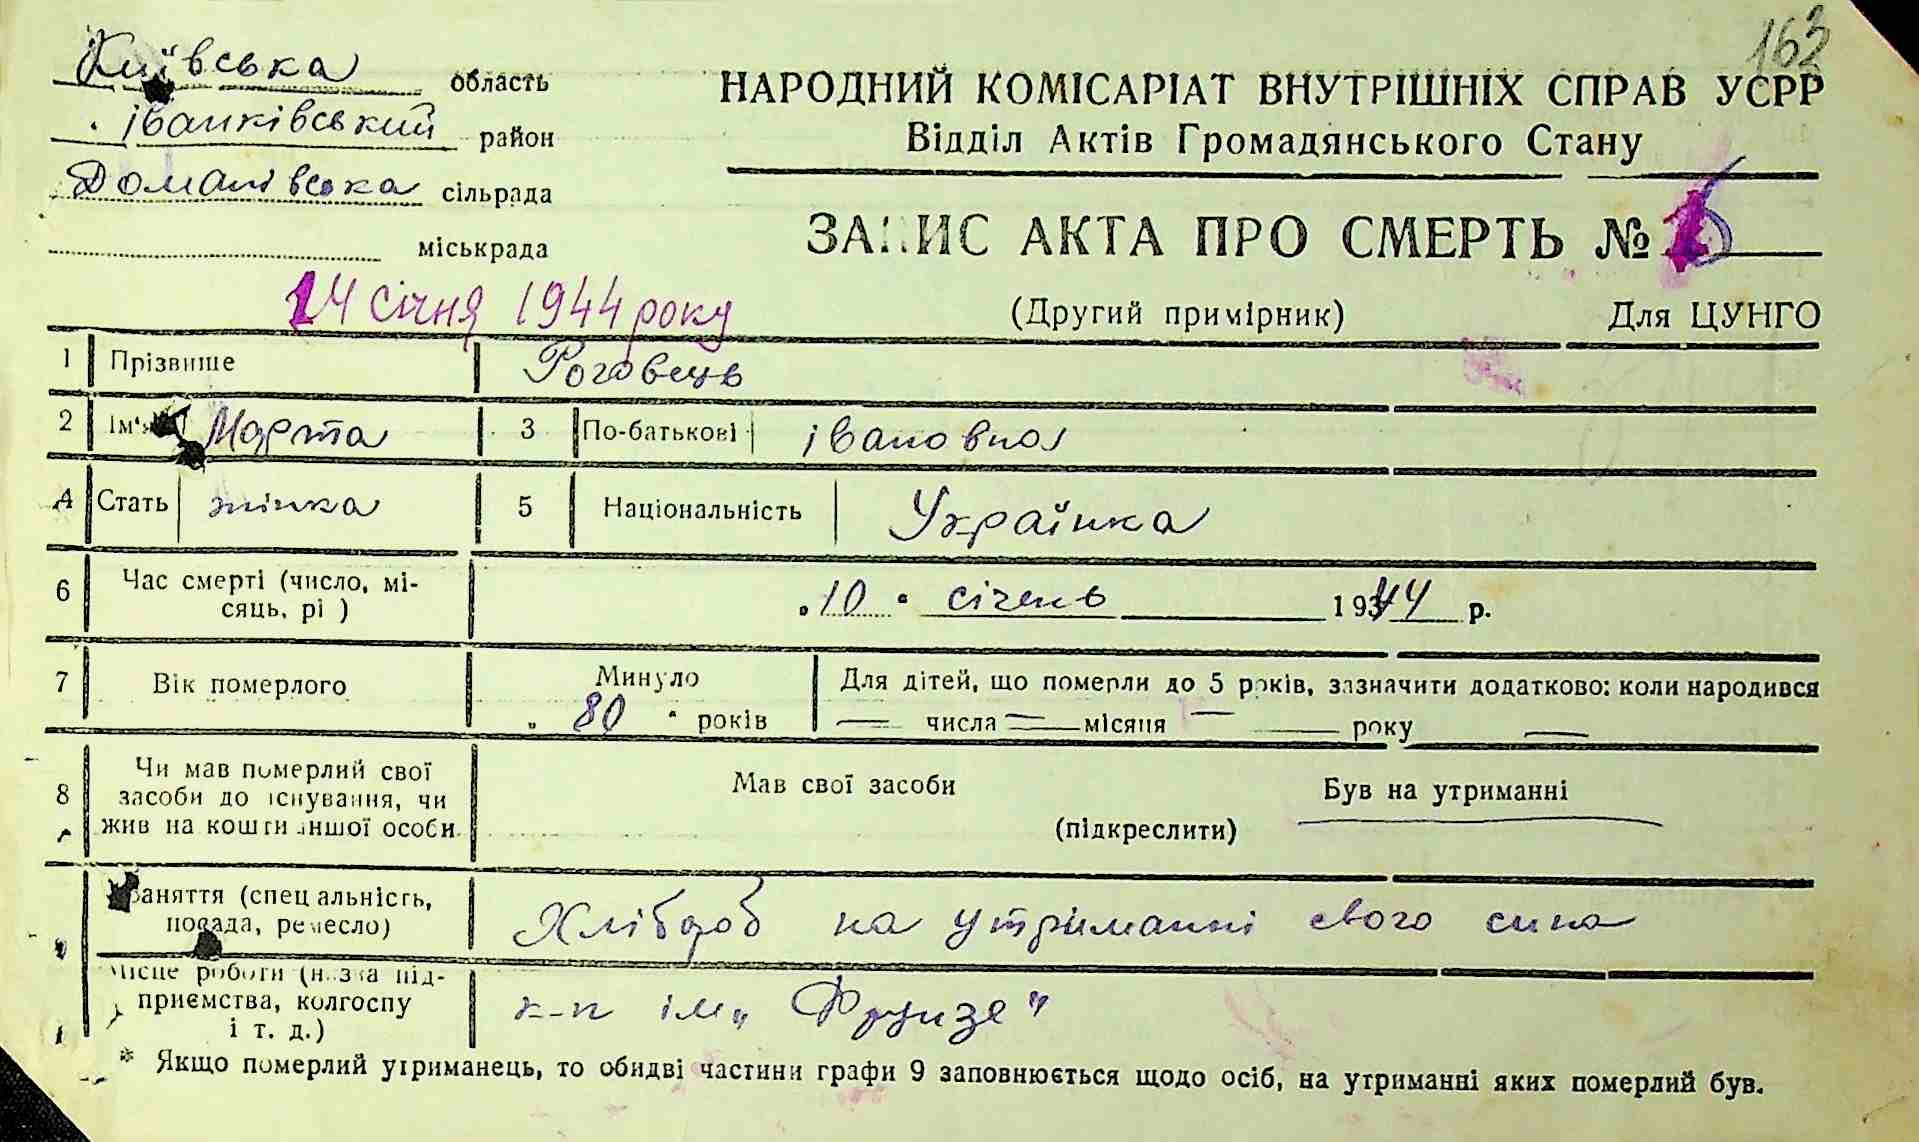 163
Київська область
НАРОДНИЙ КОМІСАРІАТ ВНУТРІШНІХ СПРАВ УСРР
іванківський район
Відділ Актів Громадянського Стану
сільрада
ЗАПИС АКТА ПРО СМЕРТЬ №
міськрада
14 січня 1944 року
(Другий примірник) Для ЦУНГО
1 Прізвище Роговець
2 Ім'я Марта 3 По-батькові івановна
4 Стать жінка 5 Національність Українка
6 Час смерті (число, мі-
сяць, рі ) „10" січень 1944 р.
7 Вік померлого Минуло
„80" років
Для дітей, що померли до 5 років, зазначити додатково: коли народився
— числа — місяця — року —
8 Чи мав померлий свої
засоби до існування, чи
жив на кошти іншої особи
Мав свої засоби Був на утриманні
(підкреслити)
Заняття (спеціальність,
посада, ремесло) Хлібороб на утриманні свого сина
Місце роботи (назва під-
приємства, колгоспу
і т. д.) ім„ Фрунзе"
* Якщо померлий утриманець, то обидві частини графи 9 заповнюється щодо осіб, на утриманні яких померлий був.